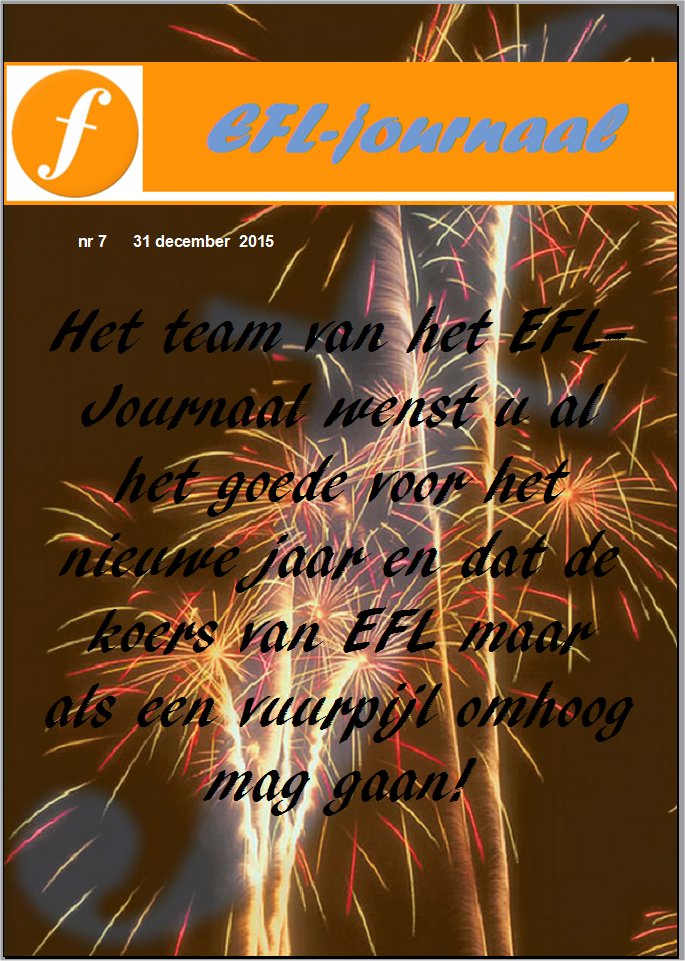 f
EFL-journaal
nr 7 31 december 2015
Het team van het EFL-
Journaal wenst u al
het goede voor het
nieuwe jaar en dat de
koers van EFL maar
als een vuurpijl omhoog
mag gaan!